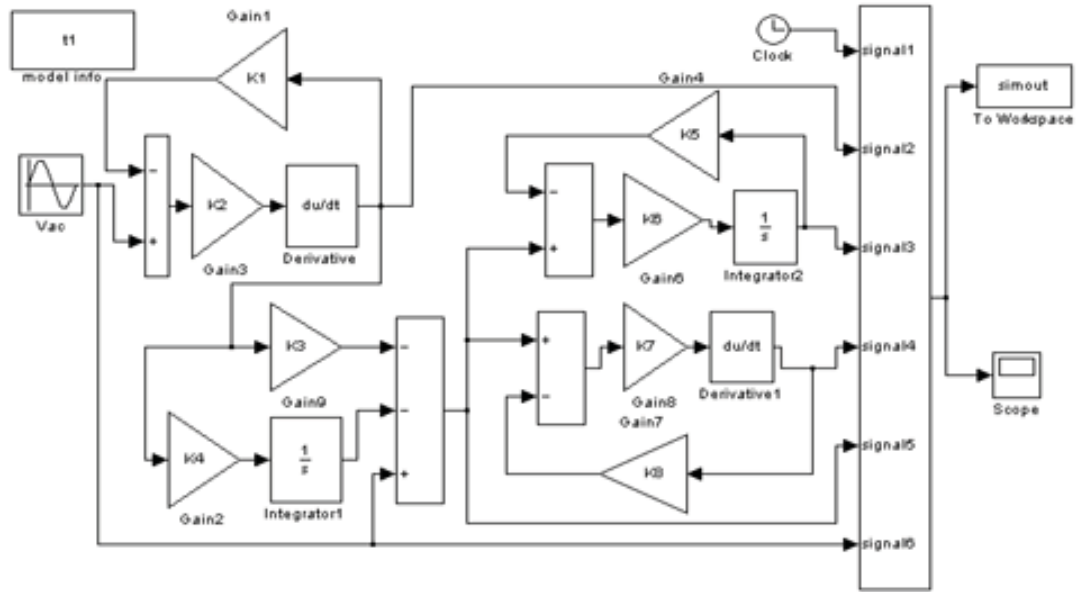 t1
model info
Gain1
K1
Vac
-
+
K2
Gain3
du/dt
Derivative
K3
Gain9
K4
Gain2
1
s
Integrator1
-
-
+
Gain4
K5
-
+
K6
Gain6
1
s
Integrator2
+
-
K7
Gain8
du/dt
Derivative1
Gain7
K8
Clock
signal1
signal2
signal3
signal4
signal5
signal6
simout
To Workspace
Scope